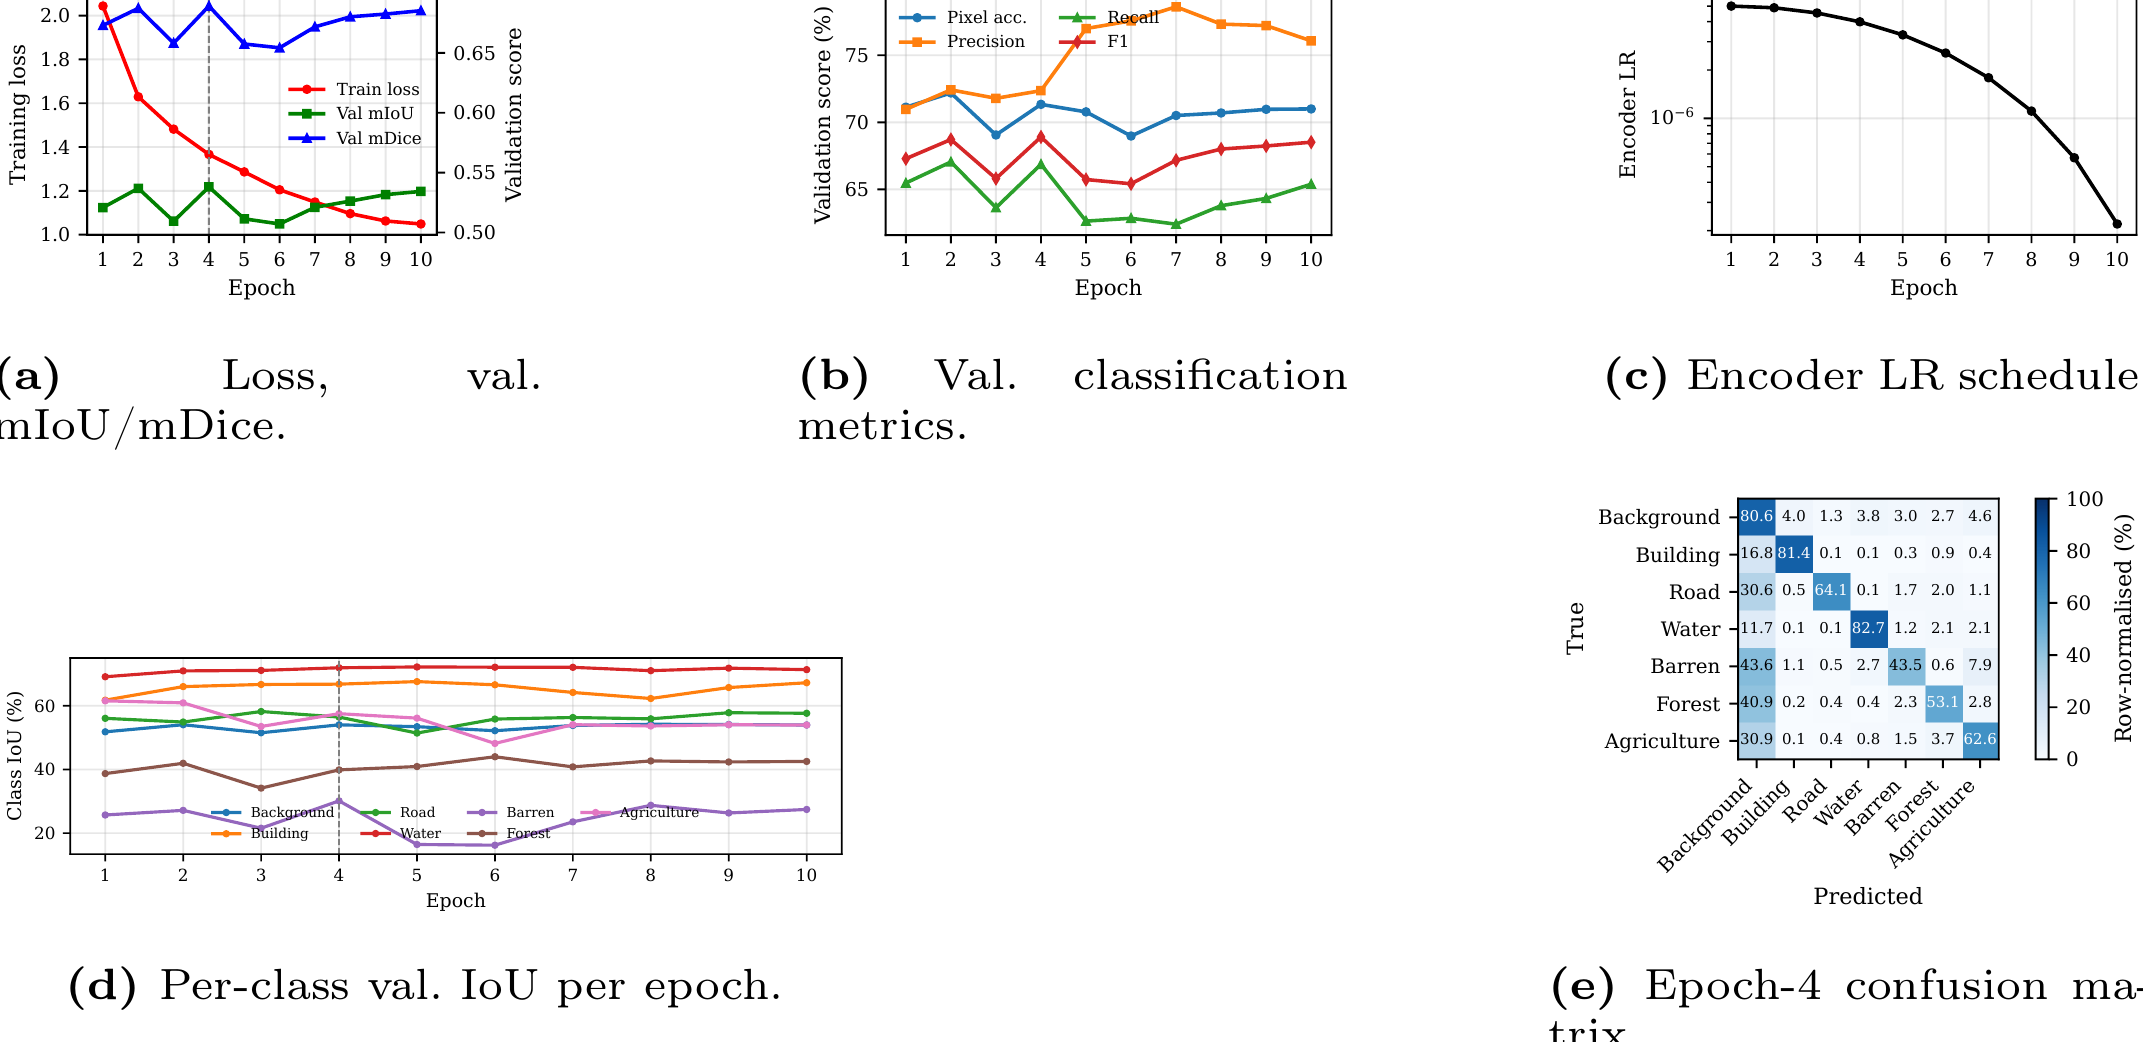 2.0
1.8
1.6
1.4
1.2
1.0
Training loss
0.65
0.60
0.55
0.50
Validation score
Train loss
Val mIoU
Val mDice
1 2 3 4 5 6 7 8 9 10
Epoch
(a) Loss, val.
mIoU/mDice.
Validation score (%)
75
70
65
Pixel acc. Recall
Precision F1
1 2 3 4 5 6 7 8 9 10
Epoch
(b) Val. classification
metrics.
Encoder LR
10−6
1 2 3 4 5 6 7 8 9 10
Epoch
(c) Encoder LR schedule
Class IoU (%)
60
40
20
Background Road Barren Agriculture
Building Water Forest
1 2 3 4 5 6 7 8 9 10
Epoch
(d) Per-class val. IoU per epoch.
True
Background 80.6 4.0 1.3 3.8 3.0 2.7 4.6
Building 16.8 81.4 0.1 0.1 0.3 0.9 0.4
Road 30.6 0.5 64.1 0.1 1.7 2.0 1.1
Water 11.7 0.1 0.1 82.7 1.2 2.1 2.1
Barren 43.6 1.1 0.5 2.7 43.5 0.6 7.9
Forest 40.9 0.2 0.4 0.4 2.3 53.1 2.8
Agriculture 30.9 0.1 0.4 0.8 1.5 3.7 62.6
Background Building Road Water Barren Forest Agriculture
Predicted
100
80
60
40
20
0
Row-normalised (%)
(e) Epoch-4 confusion ma-
trix